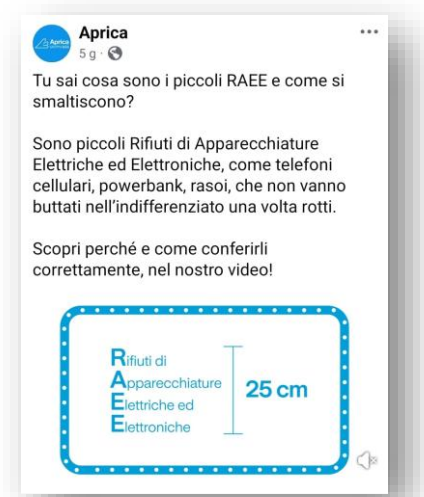 Aprica
Aprica
5 g
Tu sai cosa sono i piccoli RAEE e come si
smaltiscono?
Sono piccoli Rifiuti di Apparecchiature
Elettriche ed Elettroniche, come telefoni
cellulari, powerbank, rasoi, che non vanno
buttati nell'indifferenziato una volta rotti.
Scopri perché e come conferirli
correttamente, nel nostro video!
Rifiuti di
Apparecchiature
Elettriche ed
Elettroniche
25 cm